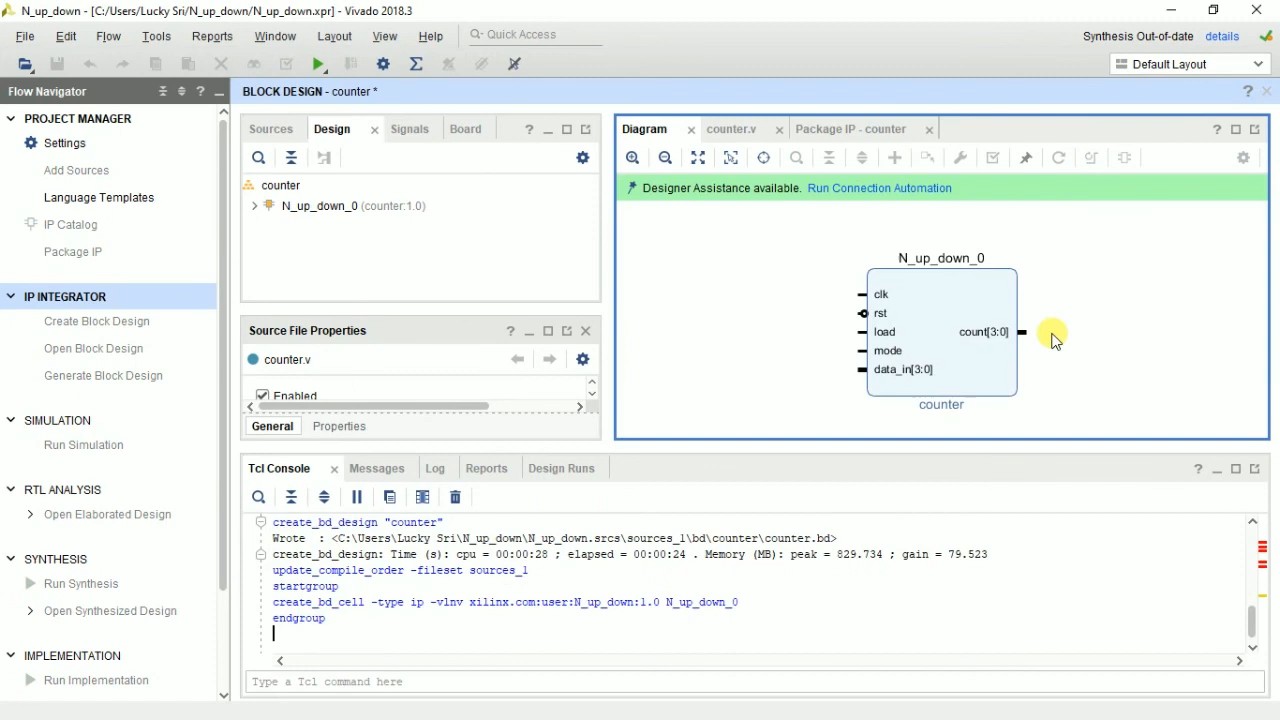 N_up_down - [C:/Users/Lucky Sri/N_up_down/N_up_down.xpr] - Vivado 2018.3
File Edit Flow Tools Reports Window Layout View Help Quick Access
Synthesis Out-of-date details
Default Layout
Flow Navigator
PROJECT MANAGER
Settings
Add Sources
Language Templates
IP Catalog
Package IP
IP INTEGRATOR
Create Block Design
Open Block Design
Generate Block Design
SIMULATION
Run Simulation
RTL ANALYSIS
Open Elaborated Design
SYNTHESIS
Run Synthesis
Open Synthesized Design
IMPLEMENTATION
Run Implementation
BLOCK DESIGN - counter *
Sources Design Signals Board
counter
N_up_down_0 (counter:1.0)
Source File Properties
counter.v
Enabled
General Properties
Diagram counter.v Package IP - counter
Designer Assistance available. Run Connection Automation
N_up_down_0
clk
rst
load count[3:0]
mode
data_in[3:0]
counter
Tcl Console Messages Log Reports Design Runs
create_bd_design "counter"
Wrote : <C:\Users\Lucky Sri\N_up_down\N_up_down.srcs\sources_1\bd\counter\counter.bd>
create_bd_design: Time (s): cpu = 00:00:28 ; elapsed = 00:00:24 . Memory (MB): peak = 829.734 ; gain = 79.523
update_compile_order -fileset sources_1
startgroup
create_bd_cell -type ip -vlnv xilinx.com:user:N_up_down:1.0 N_up_down_0
endgroup
Type a Tcl command here